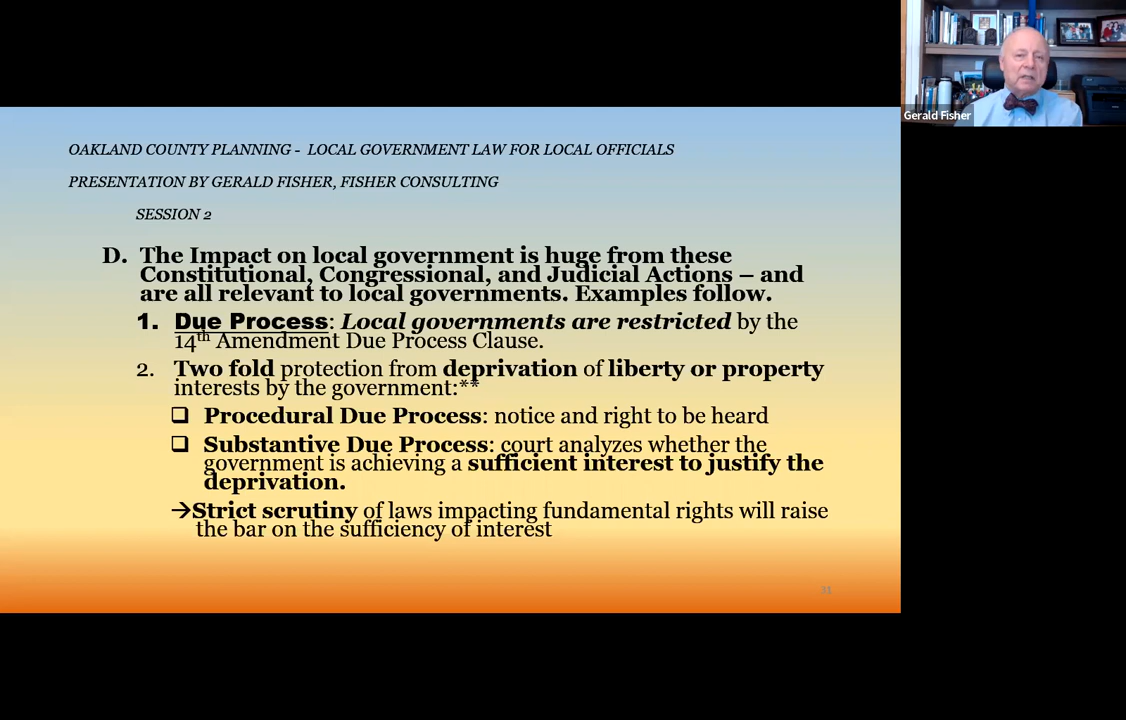 Gerald Fisher
OAKLAND COUNTY PLANNING - LOCAL GOVERNMENT LAW FOR LOCAL OFFICIALS
PRESENTATION BY GERALD FISHER, FISHER CONSULTING
SESSION 2
D. The Impact on local government is huge from these
Constitutional, Congressional, and Judicial Actions – and
are all relevant to local governments. Examples follow.
1. Due Process: Local governments are restricted by the
14th Amendment Due Process Clause.
2. Two fold protection from deprivation of liberty or property
interests by the government:**
❑ Procedural Due Process: notice and right to be heard
❑ Substantive Due Process: court analyzes whether the
government is achieving a sufficient interest to justify the
deprivation.
→Strict scrutiny of laws impacting fundamental rights will raise
the bar on the sufficiency of interest
31